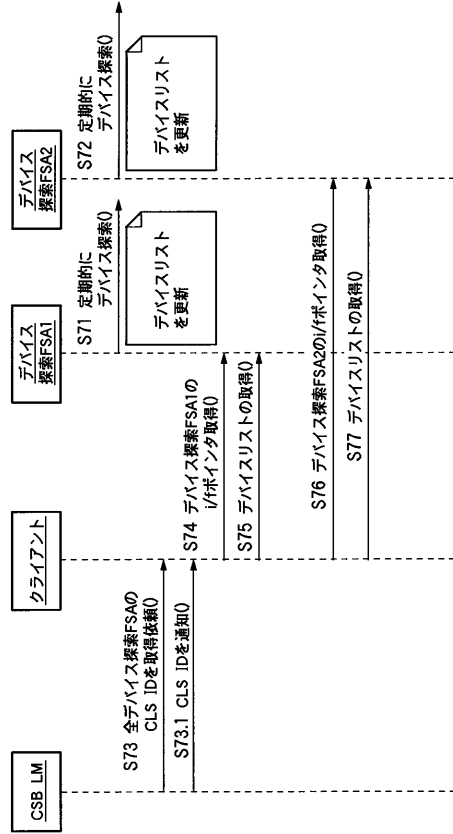 CSB LM
クライアント
デバイス
探索FSA1
デバイス
探索FSA2
S71 定期的に
デバイス探索()
デバイスリスト
を更新
S72 定期的に
デバイス探索()
デバイスリスト
を更新
S73 全デバイス探索FSAの
CLS IDを取得依頼()
S73.1 CLS IDを通知()
S74 デバイス探索FSA1の
i/fポインタ取得()
S75 デバイスリストの取得()
S76 デバイス探索FSA2のi/fポインタ取得()
S77 デバイスリストの取得()